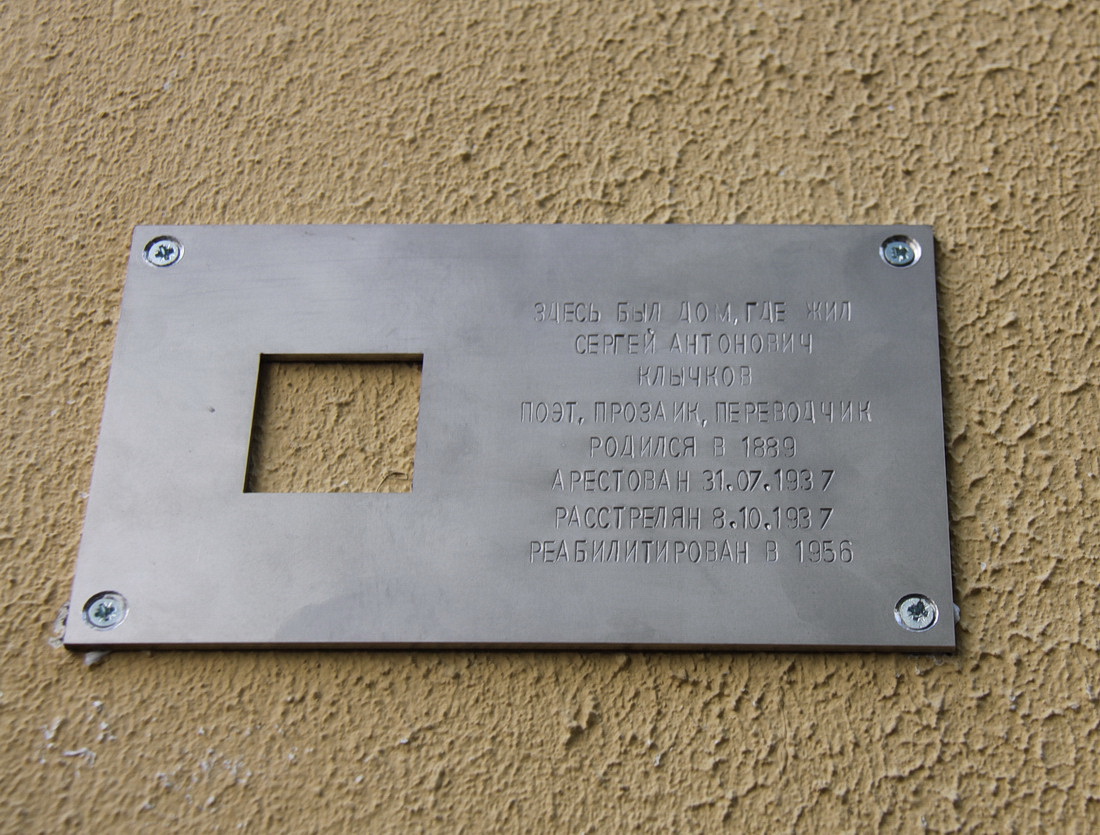 ЗДЕСЬ БЫЛ ДОМ, ГДЕ ЖИЛ
СЕРГЕЙ АНТОНОВИЧ
КЛЫЧКОВ
ПОЭТ, ПРОЗАИК, ПЕРЕВОДЧИК
РОДИЛСЯ В 1889
АРЕСТОВАН 31.07.1937
РАССТРЕЛЯН 8.10.1937
РЕАБИЛИТИРОВАН В 1956